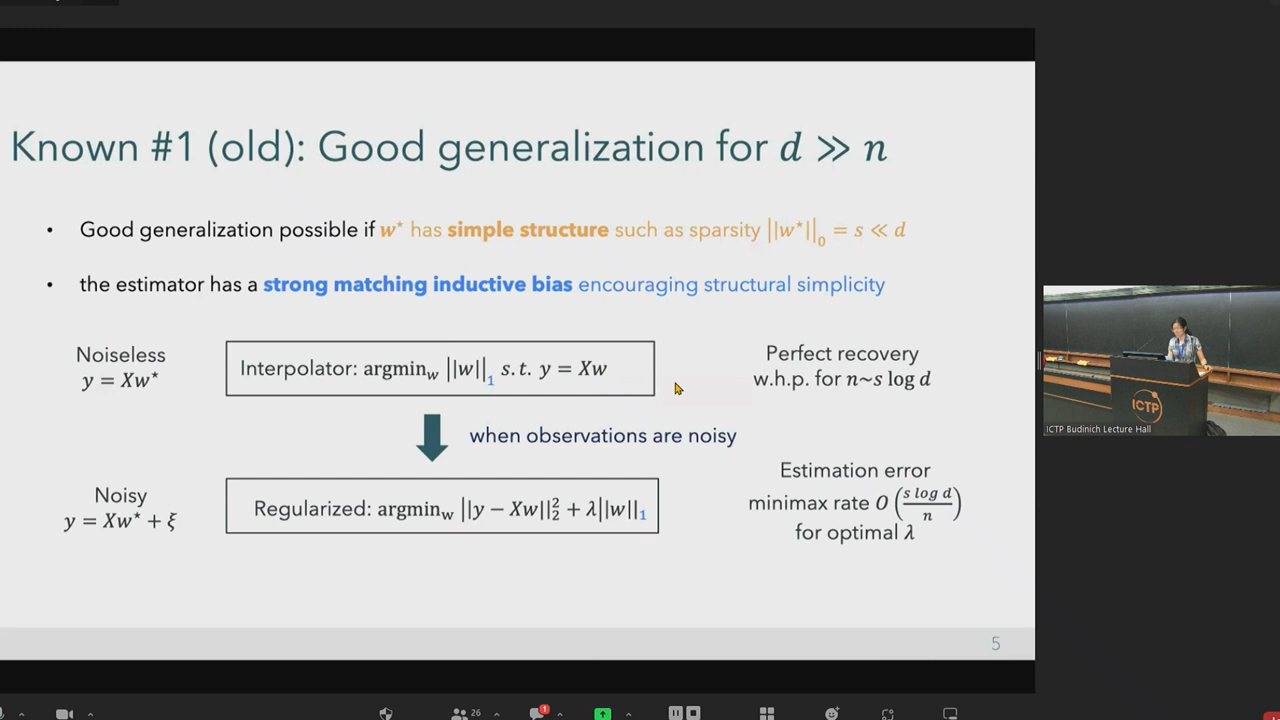 Known #1 (old): Good generalization for d ≫ n
• Good generalization possible if w* has simple structure such as sparsity ||w*||₀ = s ≪ d
• the estimator has a strong matching inductive bias encouraging structural simplicity
Noiseless
y = Xw*
Interpolator: argmin_w ||w||₁ s.t. y = Xw
Perfect recovery
w.h.p. for n~s log d
when observations are noisy
Noisy
y = Xw* + ξ
Regularized: argmin_w ||y − Xw||₂² + λ||w||₁
Estimation error
minimax rate O(s log d / n)
for optimal λ
5
ICTP
ICTP Budinich Lecture Hall
26
1